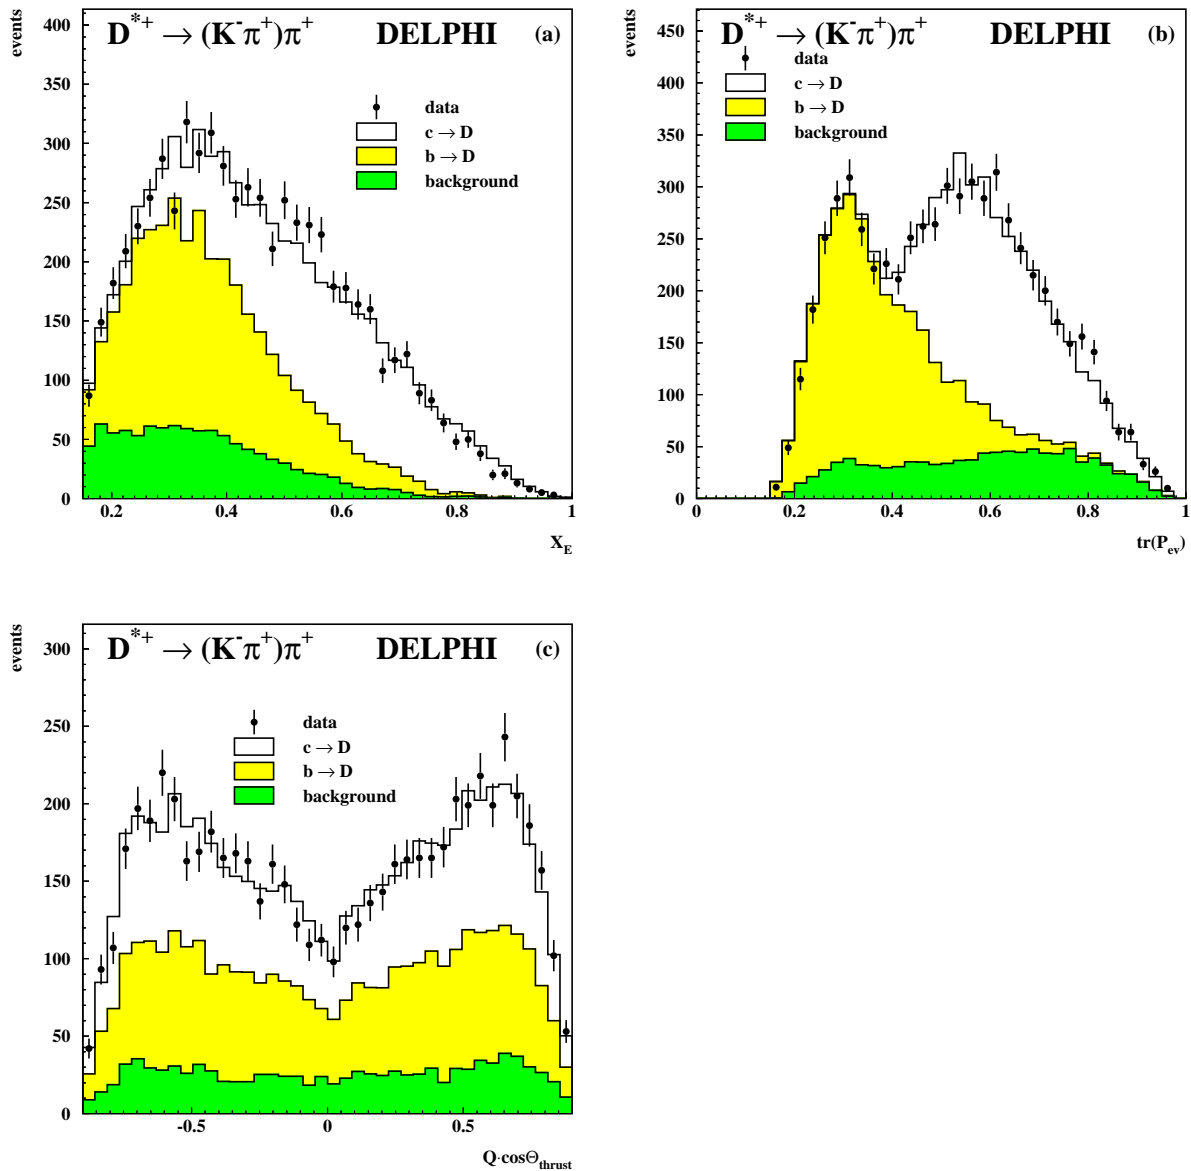 D*+ → (K-π+)π+ DELPHI (a)
events
data
c → D
b → D
background
400
350
300
250
200
150
100
50
0
0.2 0.4 0.6 0.8 1
X_E
D*+ → (K-π+)π+ DELPHI (b)
events
data
c → D
b → D
background
450
400
350
300
250
200
150
100
50
0
0 0.2 0.4 0.6 0.8 1
tr(P_ev)
D*+ → (K-π+)π+ DELPHI (c)
events
data
c → D
b → D
background
300
250
200
150
100
50
0
-0.5 0 0.5
Q·cosΘ_thrust